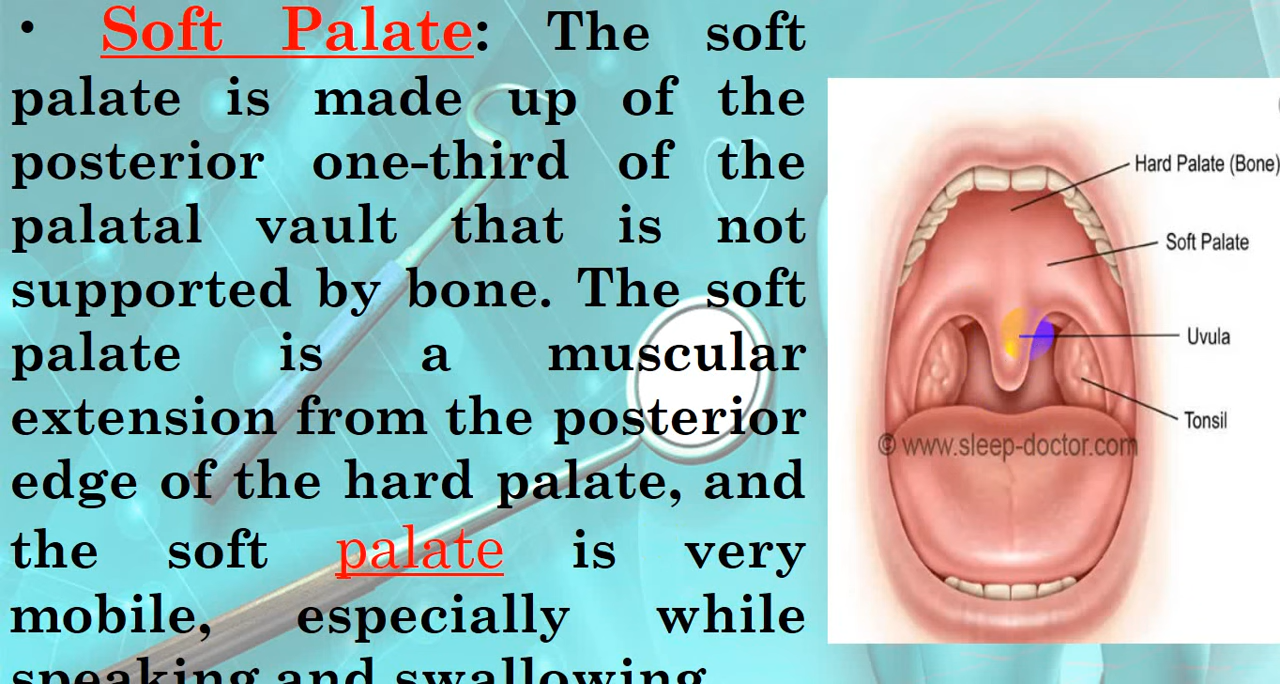 • Soft Palate: The soft
palate is made up of the
posterior one-third of the
palatal vault that is not
supported by bone. The soft
palate is a muscular
extension from the posterior
edge of the hard palate, and
the soft palate is very
mobile, especially while
speaking and swallowing
Hard Palate (Bone)
Soft Palate
Uvula
Tonsil
© www.sleep-doctor.com